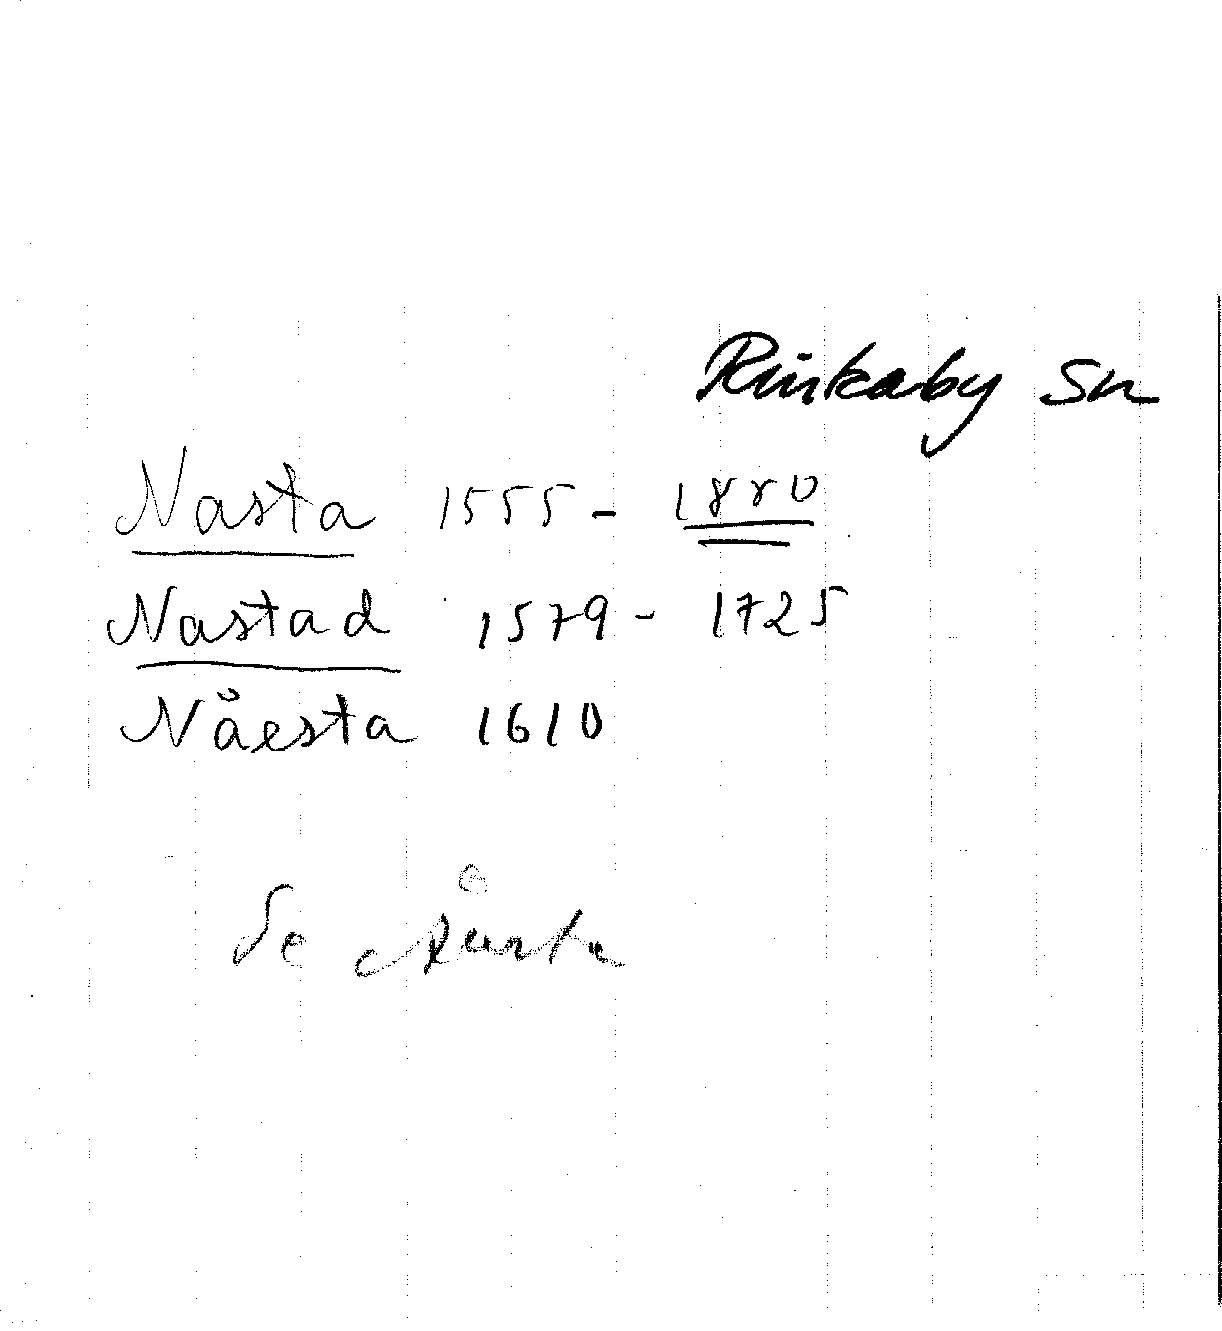 Rinkaby Sn
Nasta 1555 - 1880
Nastad 1579 - 1725
Nåesta 1610
Se